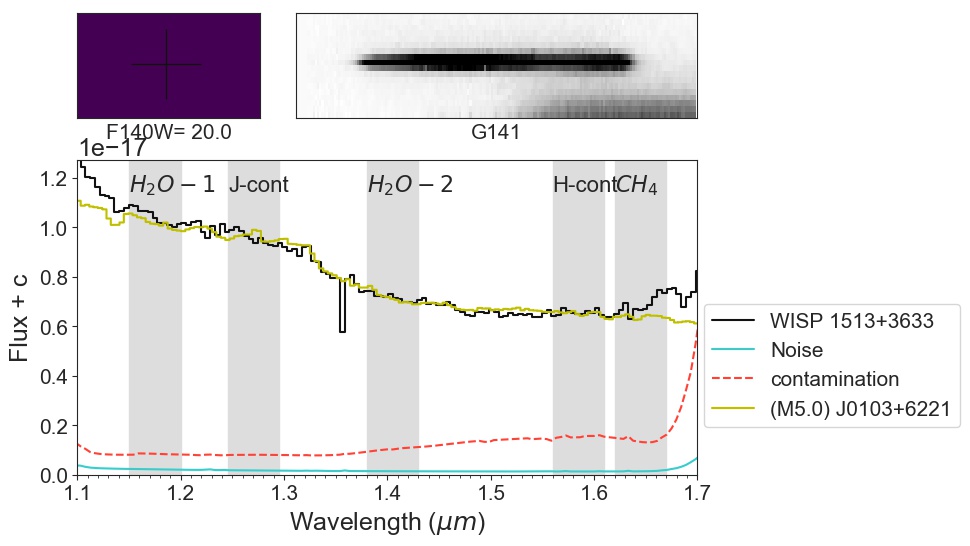 F140W= 20.0
G141
1e−17
H₂O − 1 J-cont H₂O − 2 H-cont CH₄
1.2
1.0
0.8
0.6
0.4
0.2
0.0
Flux + c
1.1 1.2 1.3 1.4 1.5 1.6 1.7
Wavelength (μm)
WISP 1513+3633
Noise
contamination
(M5.0) J0103+6221